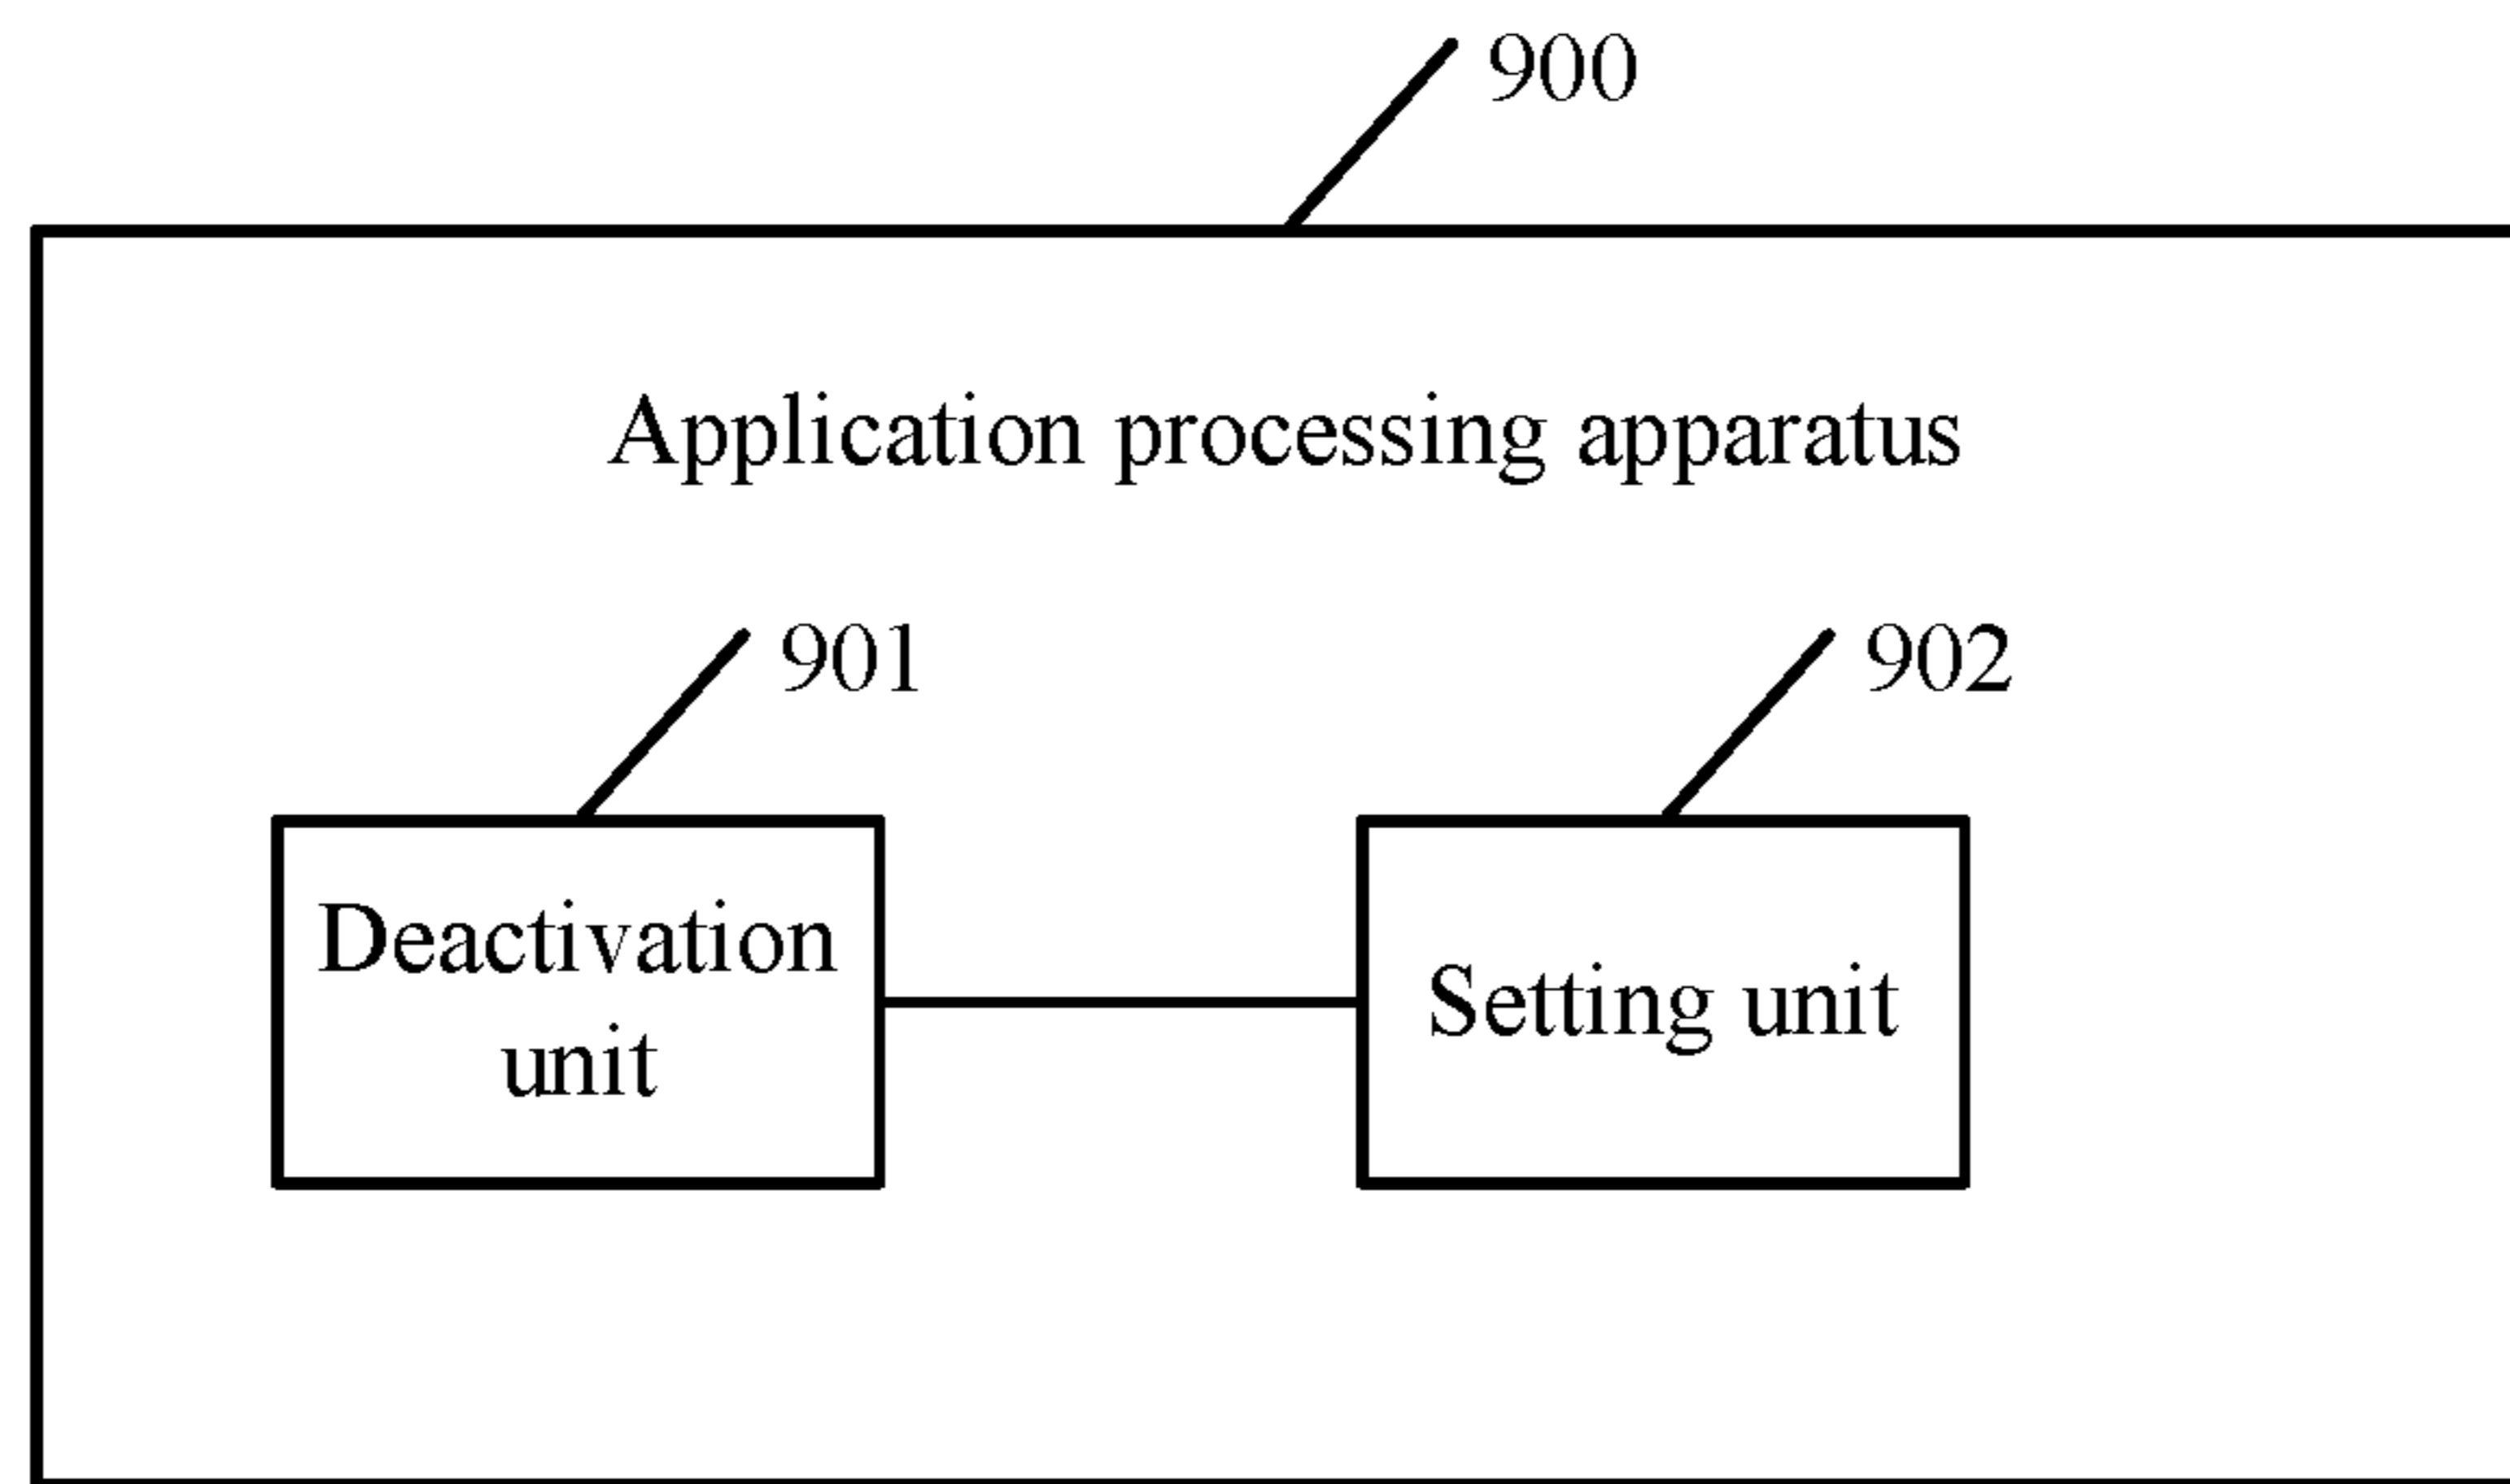 900
Application processing apparatus
901
902
Deactivation
unit
Setting unit